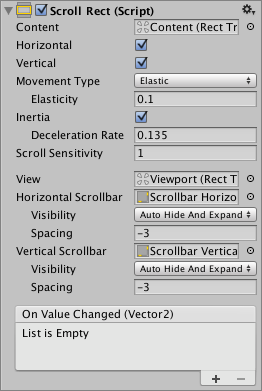 Scroll Rect (Script)
Content Content (Rect Tr
Horizontal
Vertical
Movement Type Elastic
Elasticity 0.1
Inertia
Deceleration Rate 0.135
Scroll Sensitivity 1
View Viewport (Rect T
Horizontal Scrollbar Scrollbar Horizo
Visibility Auto Hide And Expand
Spacing -3
Vertical Scrollbar Scrollbar Vertica
Visibility Auto Hide And Expand
Spacing -3
On Value Changed (Vector2)
List is Empty
+ −